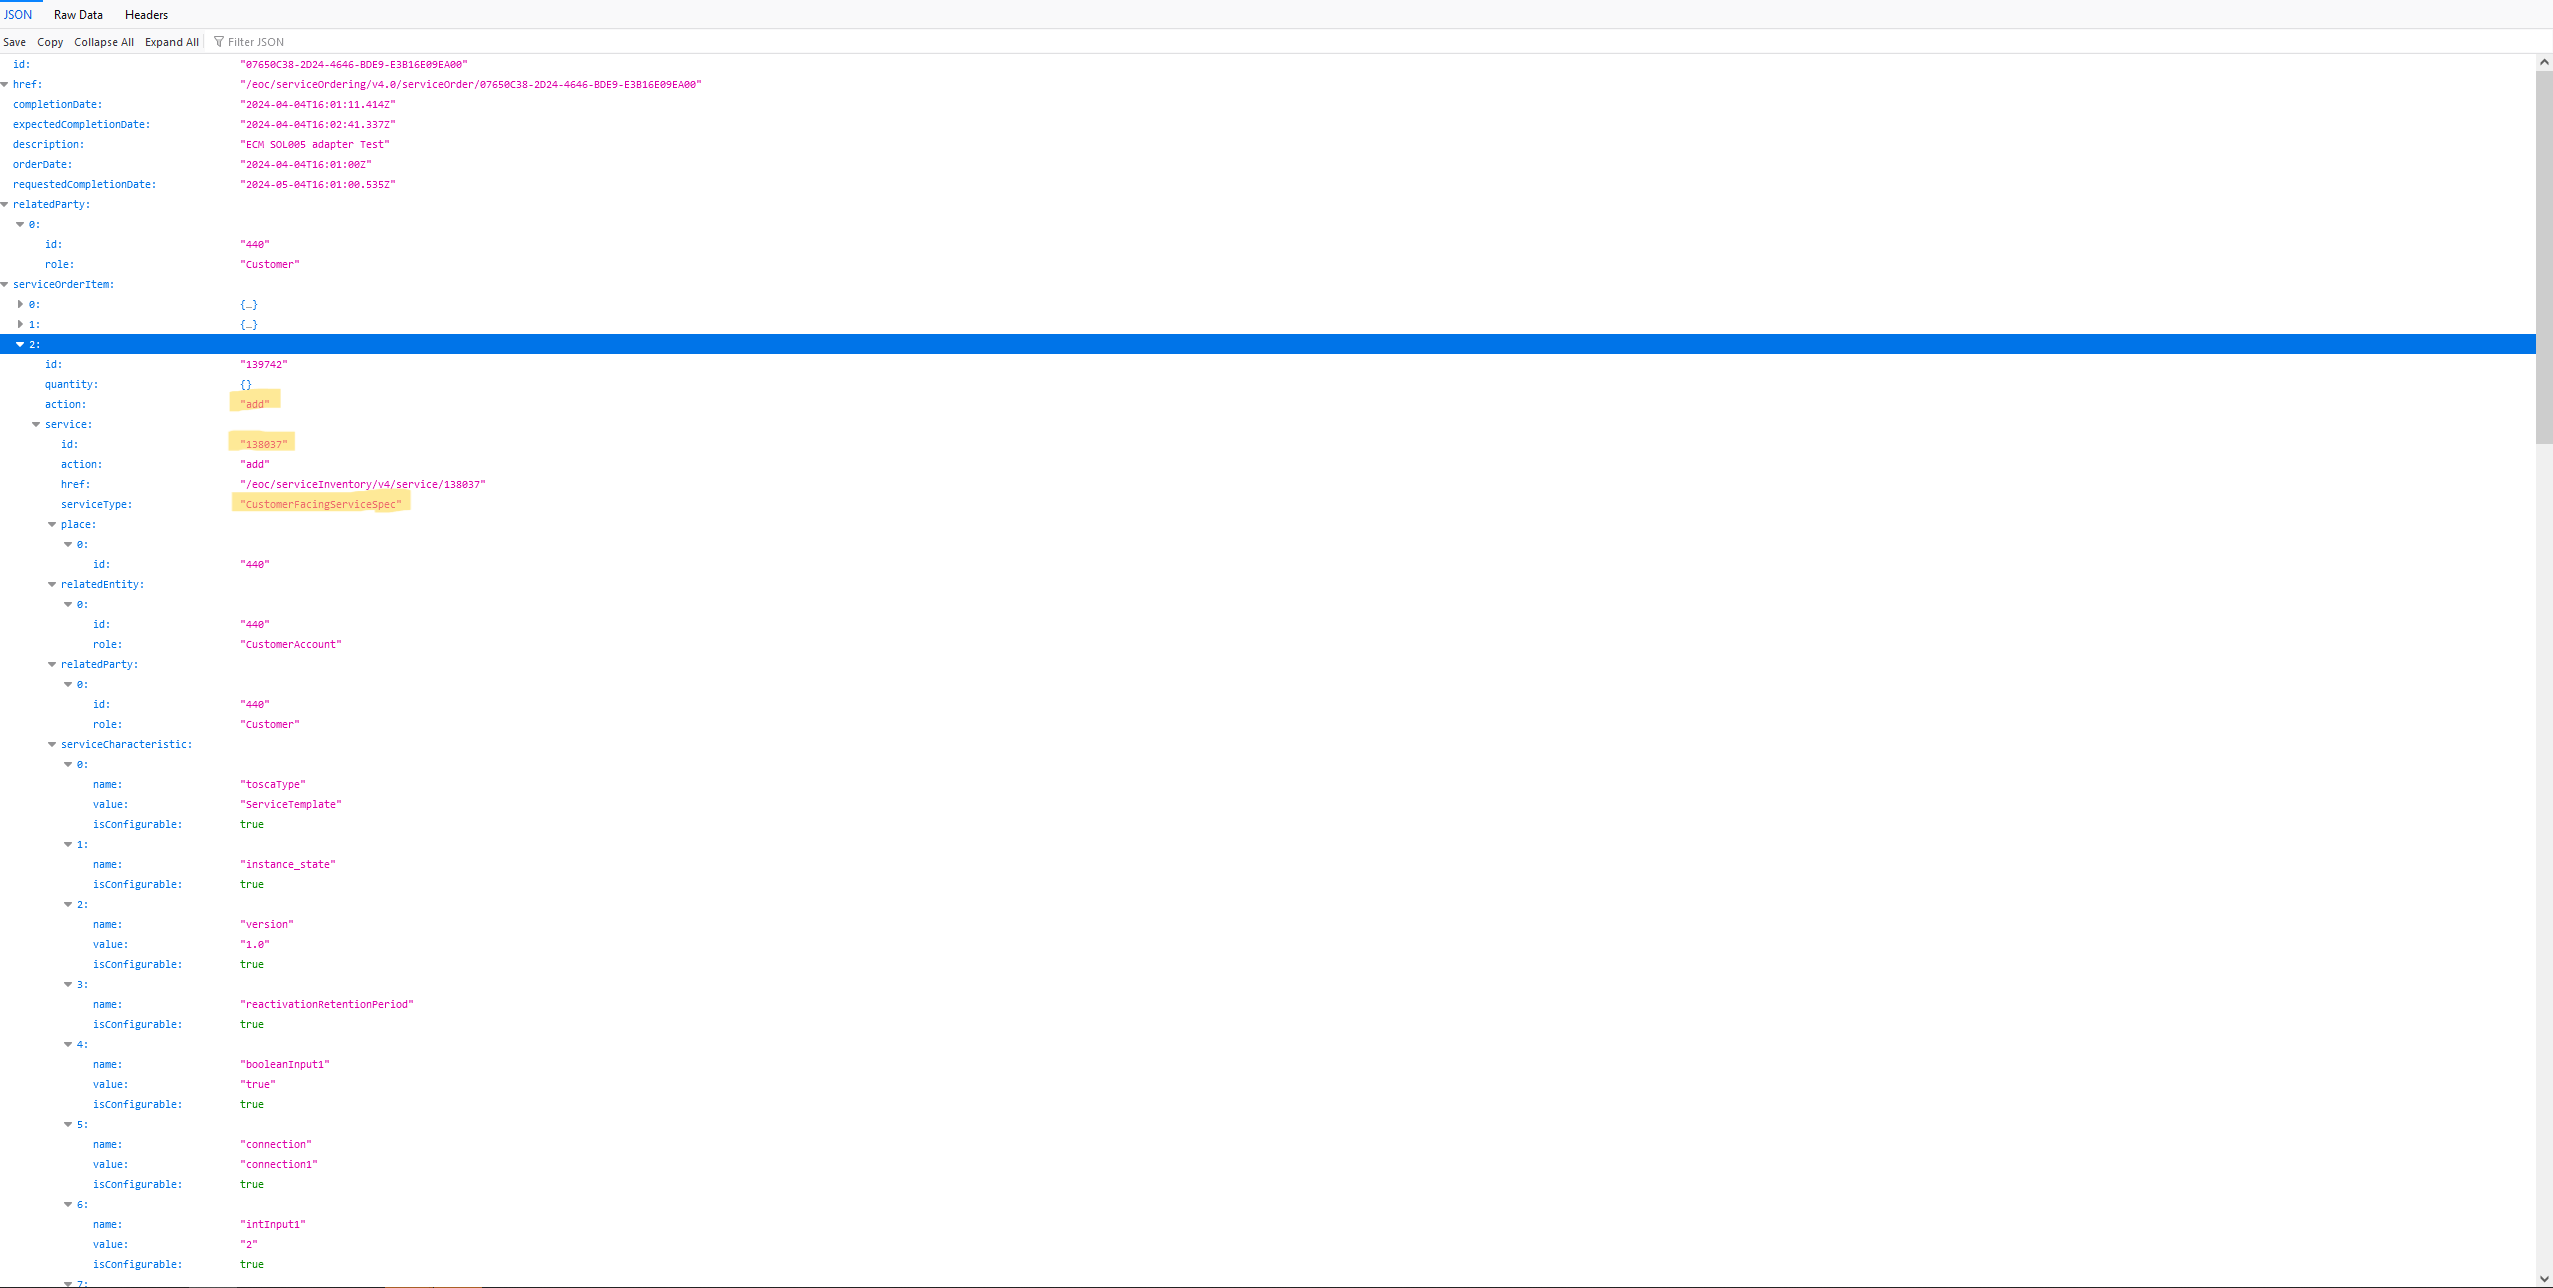 JSON Raw Data Headers
Save Copy Collapse All Expand All Filter JSON
id: "07650C38-2D24-4646-BDE9-E3B16E09EA00"
href: "/eoc/serviceOrdering/v4.0/serviceOrder/07650C38-2D24-4646-BDE9-E3B16E09EA00"
completionDate: "2024-04-04T16:01:11.414Z"
expectedCompletionDate: "2024-04-04T16:02:41.337Z"
description: "ECM SOL005 adapter Test"
orderDate: "2024-04-04T16:01:00Z"
requestedCompletionDate: "2024-05-04T16:01:00.535Z"
relatedParty:
0:
id: "440"
role: "Customer"
serviceOrderItem:
0: {…}
1: {…}
2:
id: "139742"
quantity: {}
action: "add"
service:
id: "138037"
action: "add"
href: "/eoc/serviceInventory/v4/service/138037"
serviceType: "CustomerFacingServiceSpec"
place:
0:
id: "440"
relatedEntity:
0:
id: "440"
role: "CustomerAccount"
relatedParty:
0:
id: "440"
role: "Customer"
serviceCharacteristic:
0:
name: "toscaType"
value: "ServiceTemplate"
isConfigurable: true
1:
name: "instance_state"
isConfigurable: true
2:
name: "version"
value: "1.0"
isConfigurable: true
3:
name: "reactivationRetentionPeriod"
isConfigurable: true
4:
name: "booleanInput1"
value: "true"
isConfigurable: true
5:
name: "connection"
value: "connection1"
isConfigurable: true
6:
name: "intInput1"
value: "2"
isConfigurable: true
7: